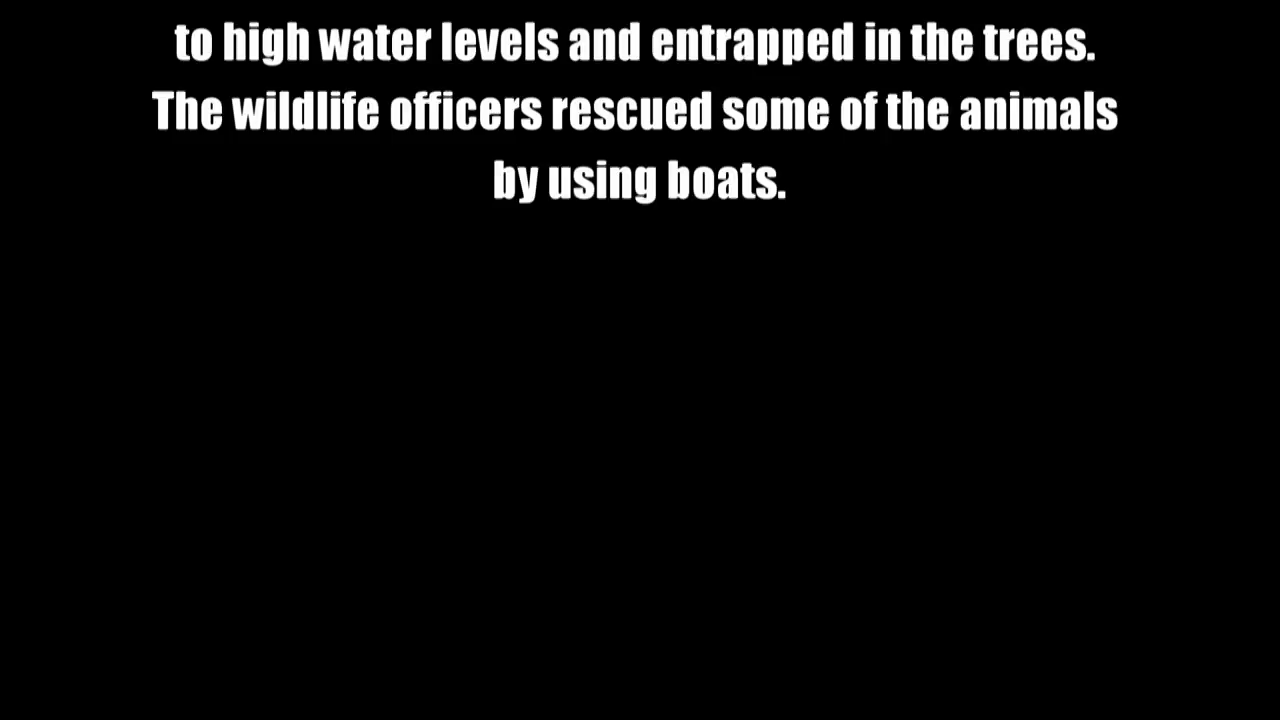 to high water levels and entrapped in the trees.
The wildlife officers rescued some of the animals
by using boats.